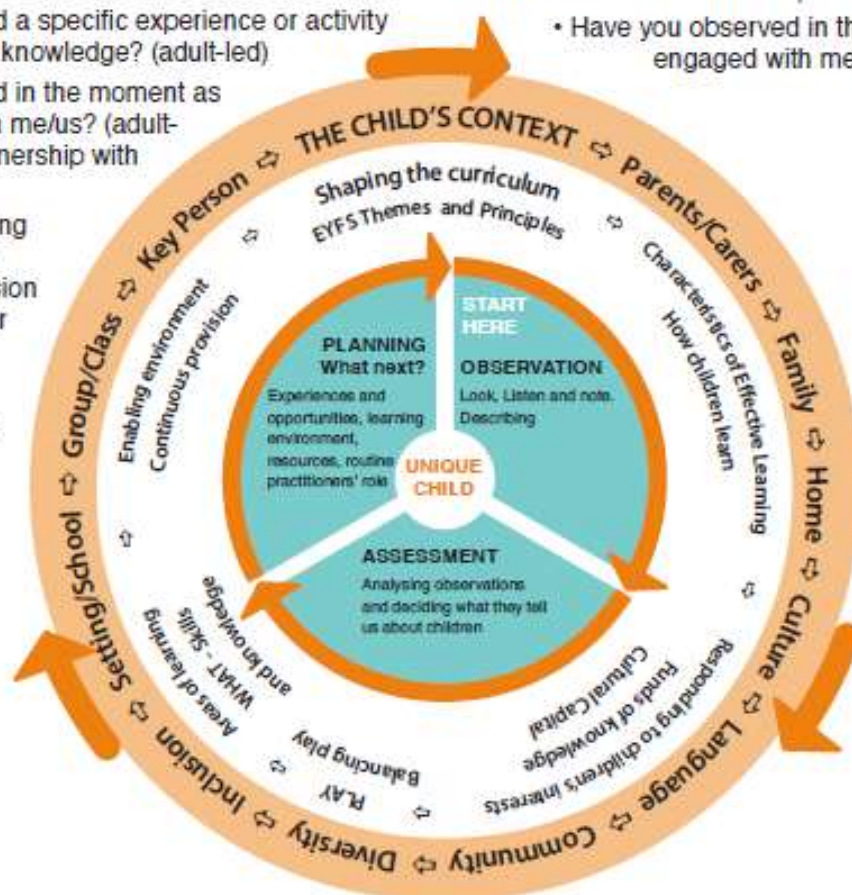 d a specific experience or activity
knowledge? (adult-led)
d in the moment as
me/us? (adult-
nership with
ng
sion
r
• Have you observed in th
engaged with me
THE CHILD'S CONTEXT ⇨ Parents/Carers ⇨ Family ⇨ Home ⇨ Culture ⇨ Language ⇨ Community ⇨ Diversity ⇨ Inclusion ⇨ Setting/School ⇨ Group/Class ⇨ Key Person ⇨
Shaping the curriculum
EYFS Themes and Principles
Characteristics of Effective Learning
How children learn
Responding to children's interests
Funds of knowledge
Cultural Capital
Balancing play
PLAY
Areas of learning
WHAT - Skills
and knowledge
Enabling environment
Continuous provision
START
HERE
OBSERVATION
Look, Listen and note.
Describing
ASSESSMENT
Analysing observations
and deciding what they tell
us about children
PLANNING
What next?
Experiences and
opportunities, learning
environment,
resources, routine
practitioners' role
UNIQUE
CHILD